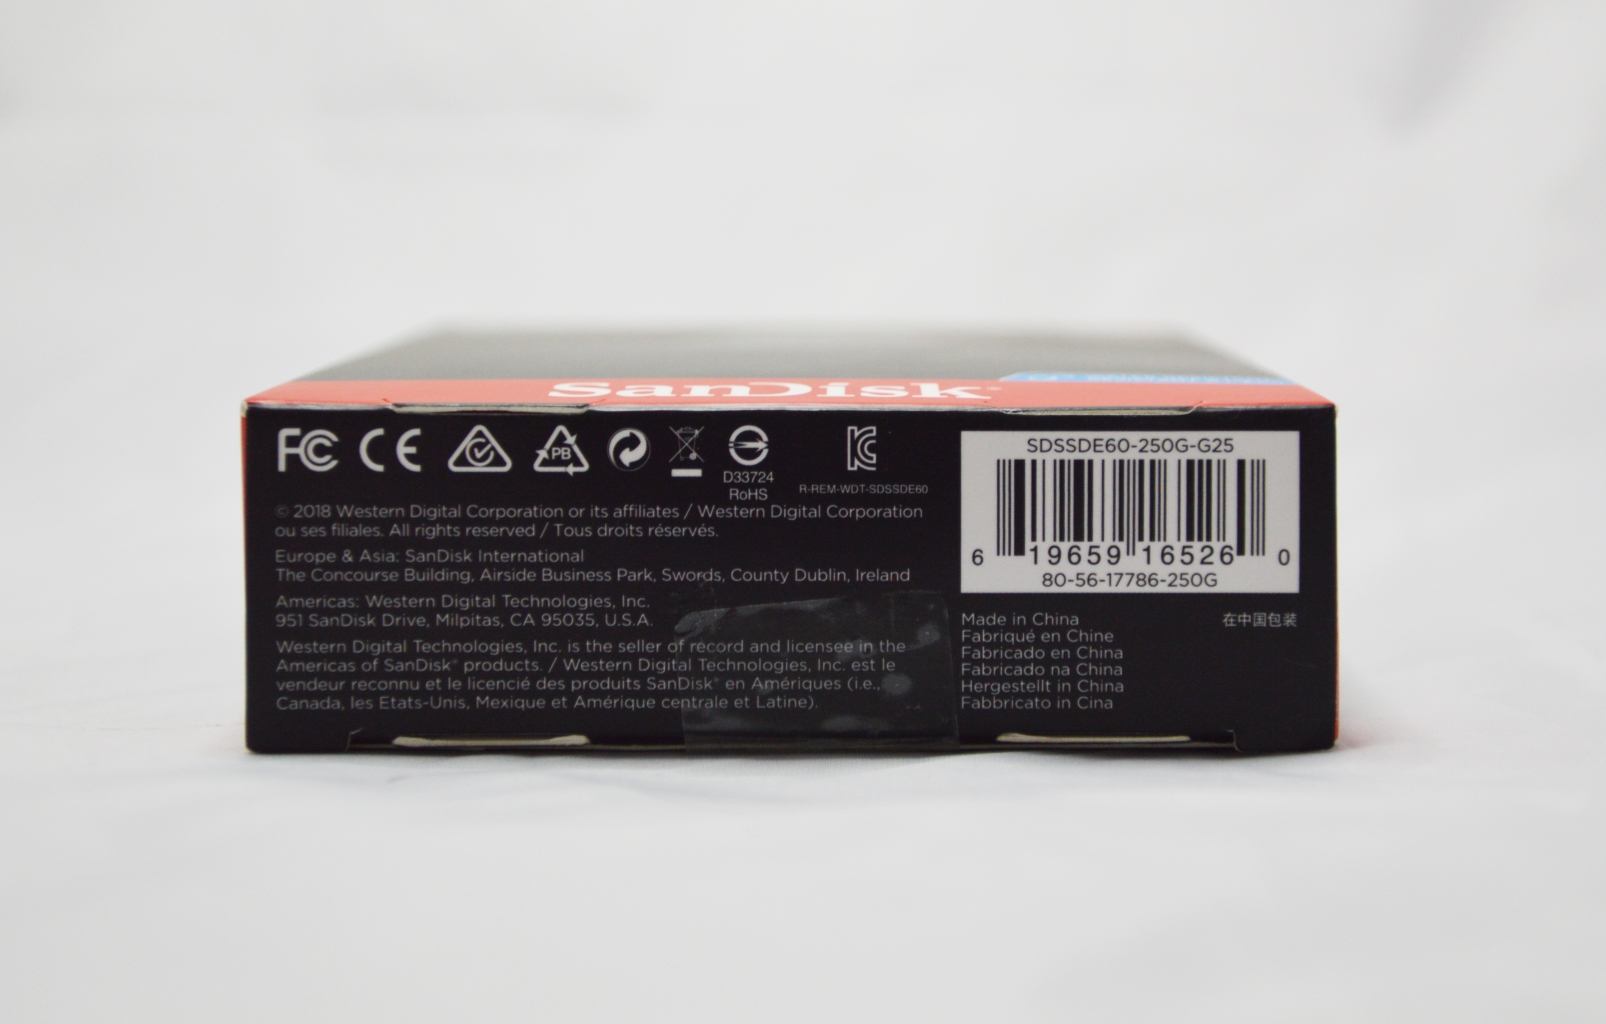 SanDisk®
FC CE PB
D33724
RoHS
R-REM-WDT-SDSSDE60
© 2018 Western Digital Corporation or its affiliates / Western Digital Corporation
ou ses filiales. All rights reserved / Tous droits réservés.
Europe & Asia: SanDisk International
The Concourse Building, Airside Business Park, Swords, County Dublin, Ireland
Americas: Western Digital Technologies, Inc.
951 SanDisk Drive, Milpitas, CA 95035, U.S.A.
Western Digital Technologies, Inc. is the seller of record and licensee in the
Americas of SanDisk® products. / Western Digital Technologies, Inc. est le
vendeur reconnu et le licencié des produits SanDisk® en Amériques (i.e.,
Canada, les Etats-Unis, Mexique et Amérique centrale et Latine).
SDSSDE60-250G-G25
6 19659 16526 0
80-56-17786-250G
Made in China 在中国包装
Fabriqué en Chine
Fabricado en China
Fabricado na China
Hergestellt in China
Fabbricato in Cina